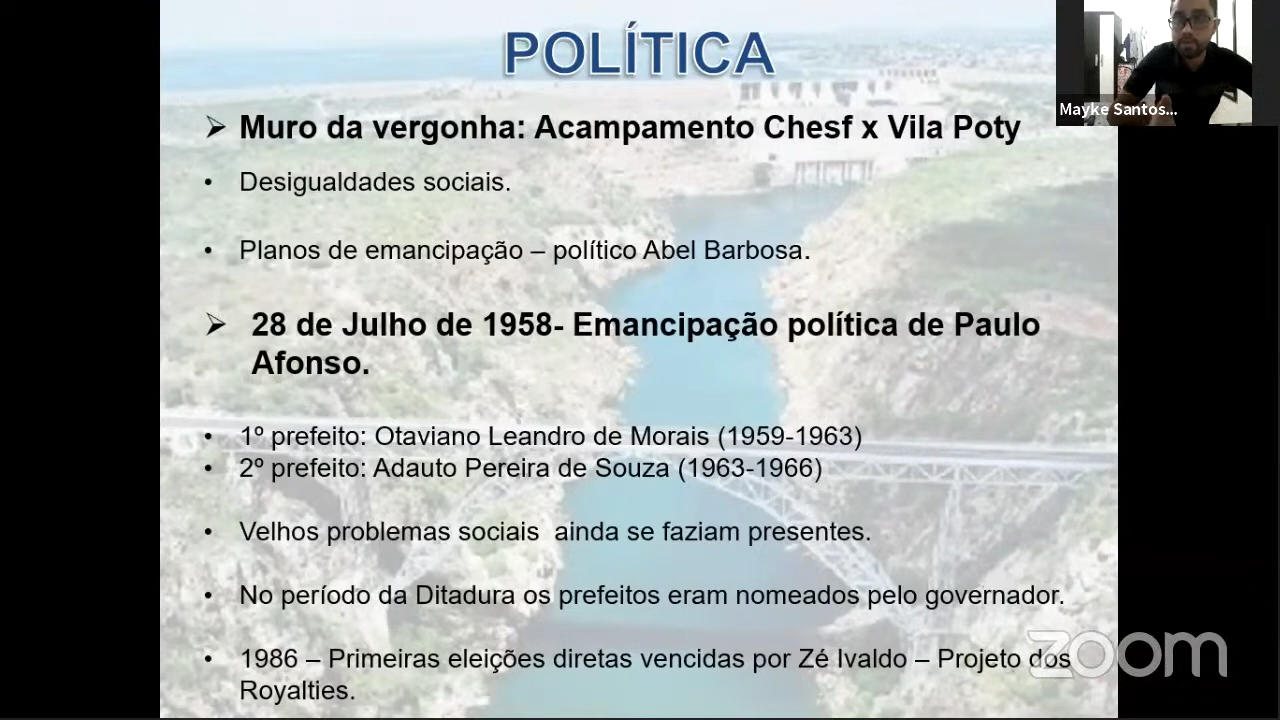 POLÍTICA
Mayke Santos...
➢ Muro da vergonha: Acampamento Chesf x Vila Poty
• Desigualdades sociais.
• Planos de emancipação – político Abel Barbosa.
➢ 28 de Julho de 1958- Emancipação política de Paulo
Afonso.
• 1º prefeito: Otaviano Leandro de Morais (1959-1963)
• 2º prefeito: Adauto Pereira de Souza (1963-1966)
• Velhos problemas sociais ainda se faziam presentes.
• No período da Ditadura os prefeitos eram nomeados pelo governador.
• 1986 – Primeiras eleições diretas vencidas por Zé Ivaldo – Projeto dos
Royalties.
zoom